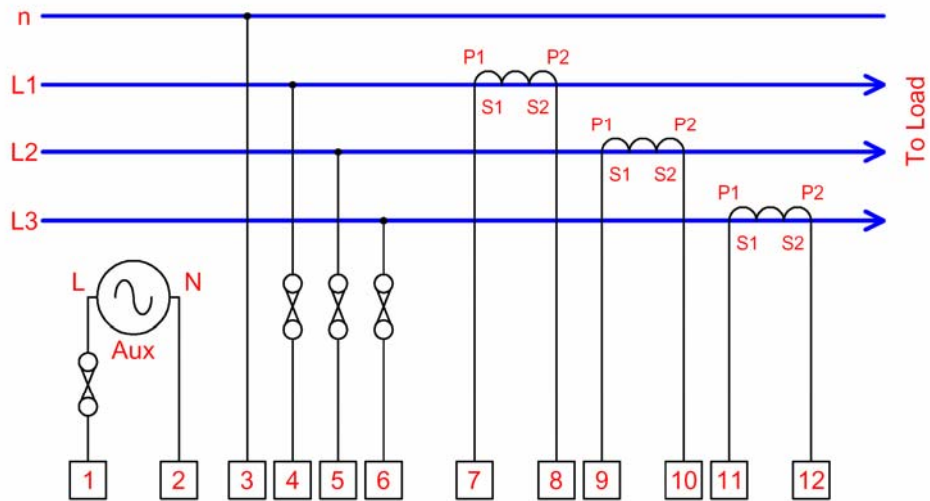 n
L1
P1 P2
S1 S2
L2
P1 P2
S1 S2
L3
P1 P2
S1 S2
To Load
L N
Aux
1 2 3 4 5 6 7 8 9 10 11 12